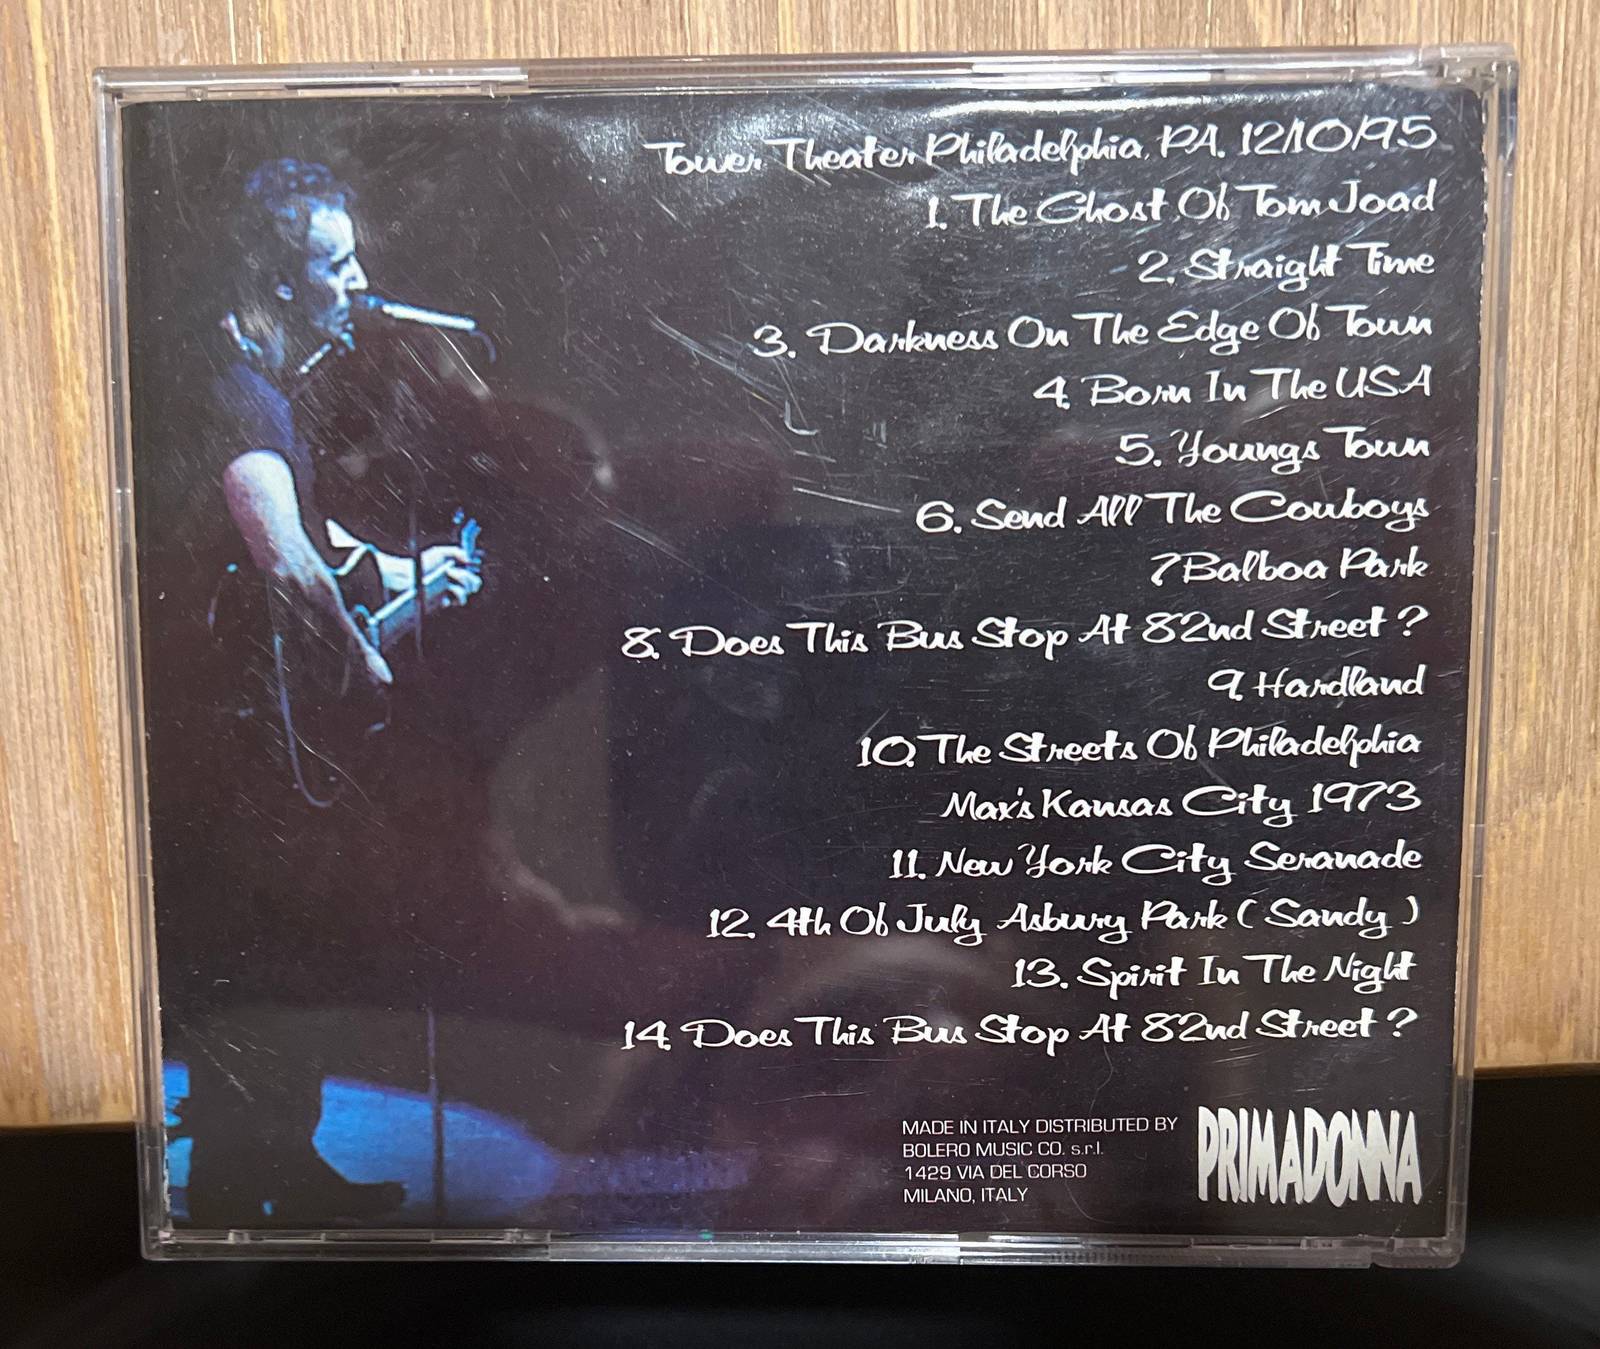 Tower Theater Philadelphia, PA. 12/10/95
1. The Ghost Of Tom Joad
2. Straight Time
3. Darkness On The Edge Of Town
4. Born In The USA
5. Youngs Town
6. Send All The Cowboys
7 Balboa Park
8. Does This Bus Stop At 82nd Street ?
9. Hardland
10. The Streets Of Philadelphia
Max's Kansas City 1973
11. New York City Seranade
12. 4th Of July Asbury Park ( Sandy )
13. Spirit In The Night
14. Does This Bus Stop At 82nd Street ?
MADE IN ITALY DISTRIBUTED BY
BOLERO MUSIC CO. s.r.l.
1429 VIA DEL CORSO
MILANO, ITALY
PRIMADONNA